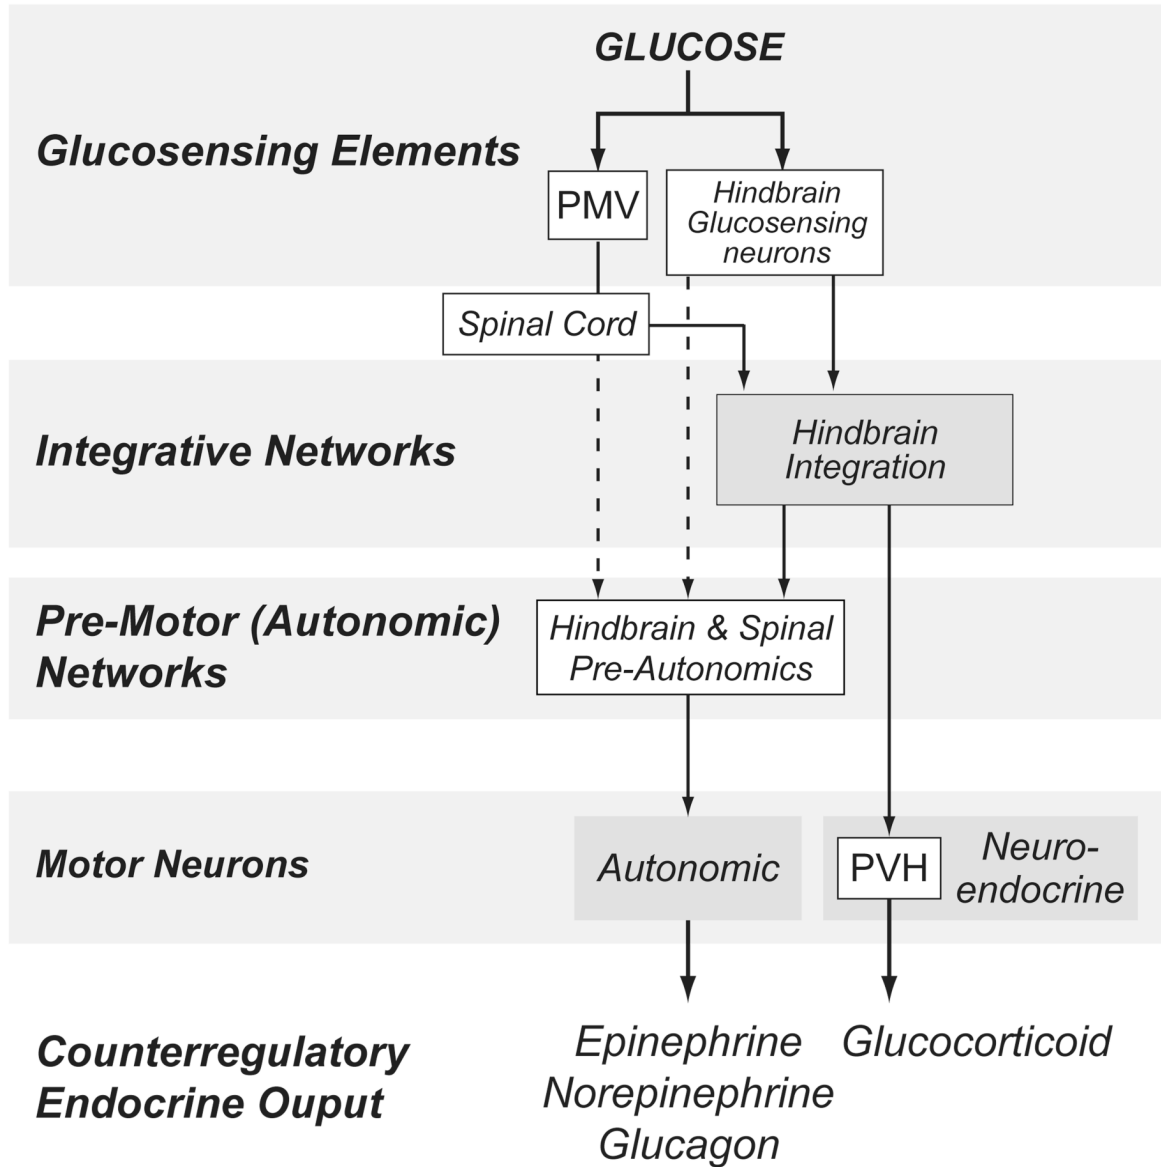 GLUCOSE
Glucosensing Elements
PMV
Hindbrain
Glucosensing
neurons
Spinal Cord
Integrative Networks
Hindbrain
Integration
Pre-Motor (Autonomic)
Networks
Hindbrain & Spinal
Pre-Autonomics
Motor Neurons
Autonomic
PVH
Neuro-
endocrine
Counterregulatory
Endocrine Ouput
Epinephrine
Norepinephrine
Glucagon
Glucocorticoid